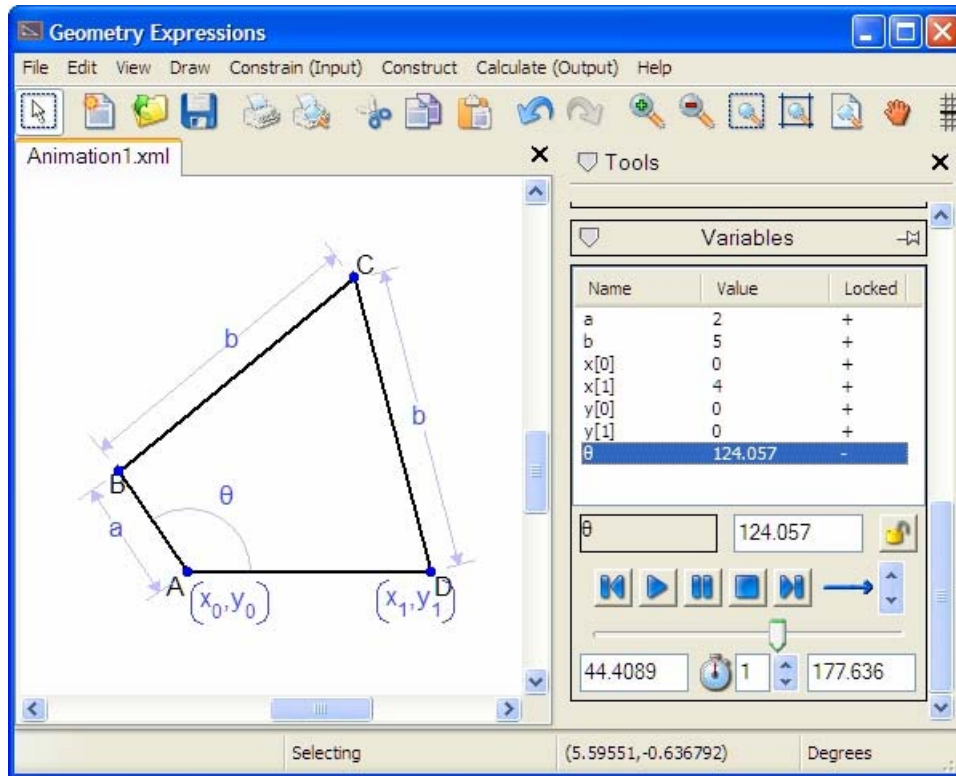 Geometry Expressions
File Edit View Draw Constrain (Input) Construct Calculate (Output) Help
Animation1.xml
Tools
Variables
Name Value Locked
a 2 +
b 5 +
x[0] 0 +
x[1] 4 +
y[0] 0 +
y[1] 0 +
θ 124.057 -
C
b
b
B
θ
a
A
D
(x₀,y₀)
(x₁,y₁)
θ 124.057
44.4089 1 177.636
Selecting (5.59551,-0.636792) Degrees